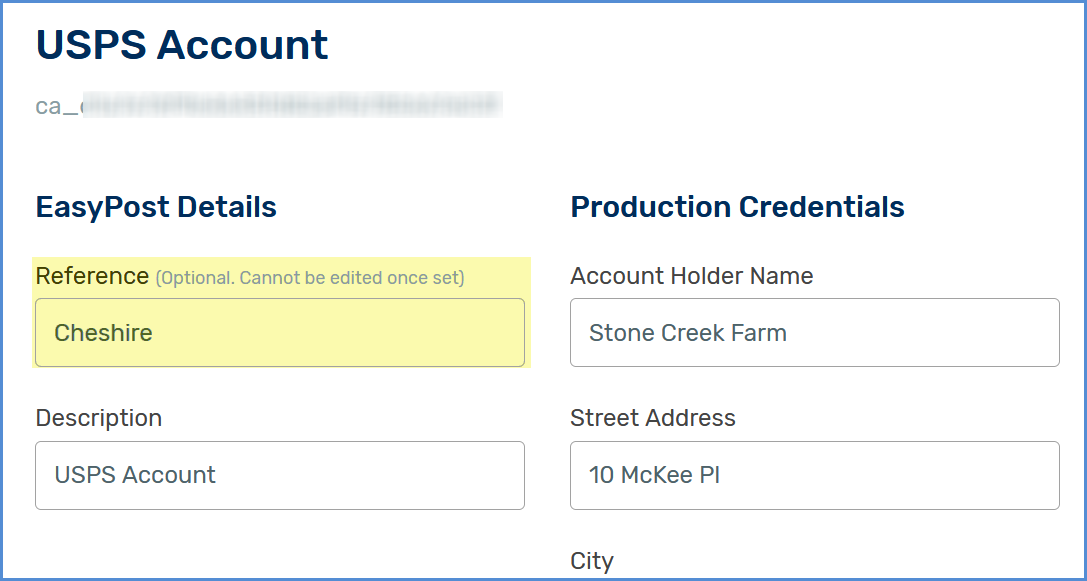 USPS Account
ca_
EasyPost Details
Reference (Optional. Cannot be edited once set)
Cheshire
Description
USPS Account
Production Credentials
Account Holder Name
Stone Creek Farm
Street Address
10 McKee Pl
City